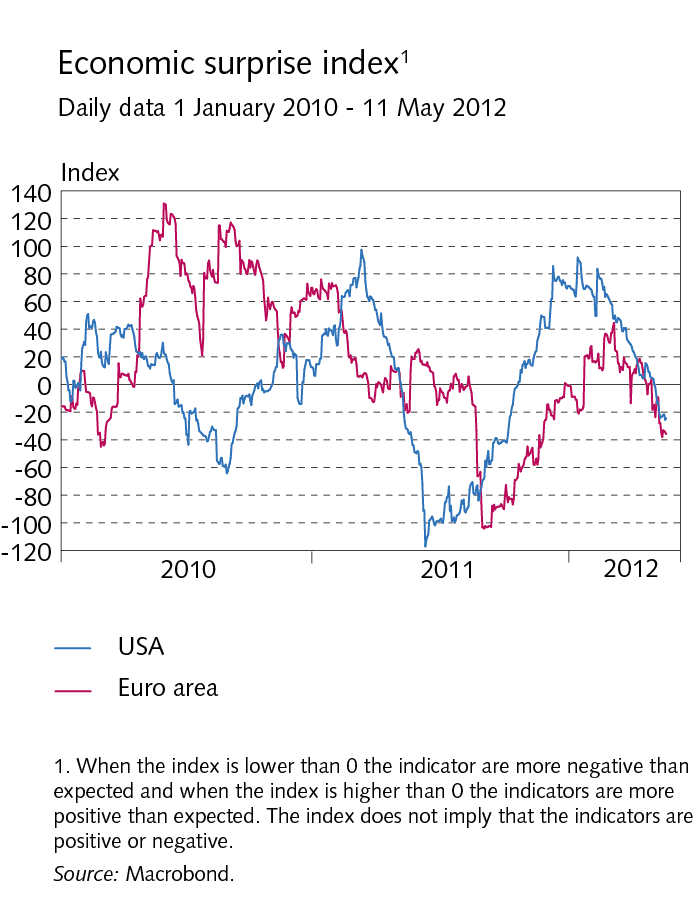 Economic surprise index1
Daily data 1 January 2010 - 11 May 2012
Index
140
120
100
80
60
40
20
0
-20
-40
-60
-80
-100
-120
2010 2011 2012
USA
Euro area
1. When the index is lower than 0 the indicator are more negative than
expected and when the index is higher than 0 the indicators are more
positive than expected. The index does not imply that the indicators are
positive or negative.
Source: Macrobond.